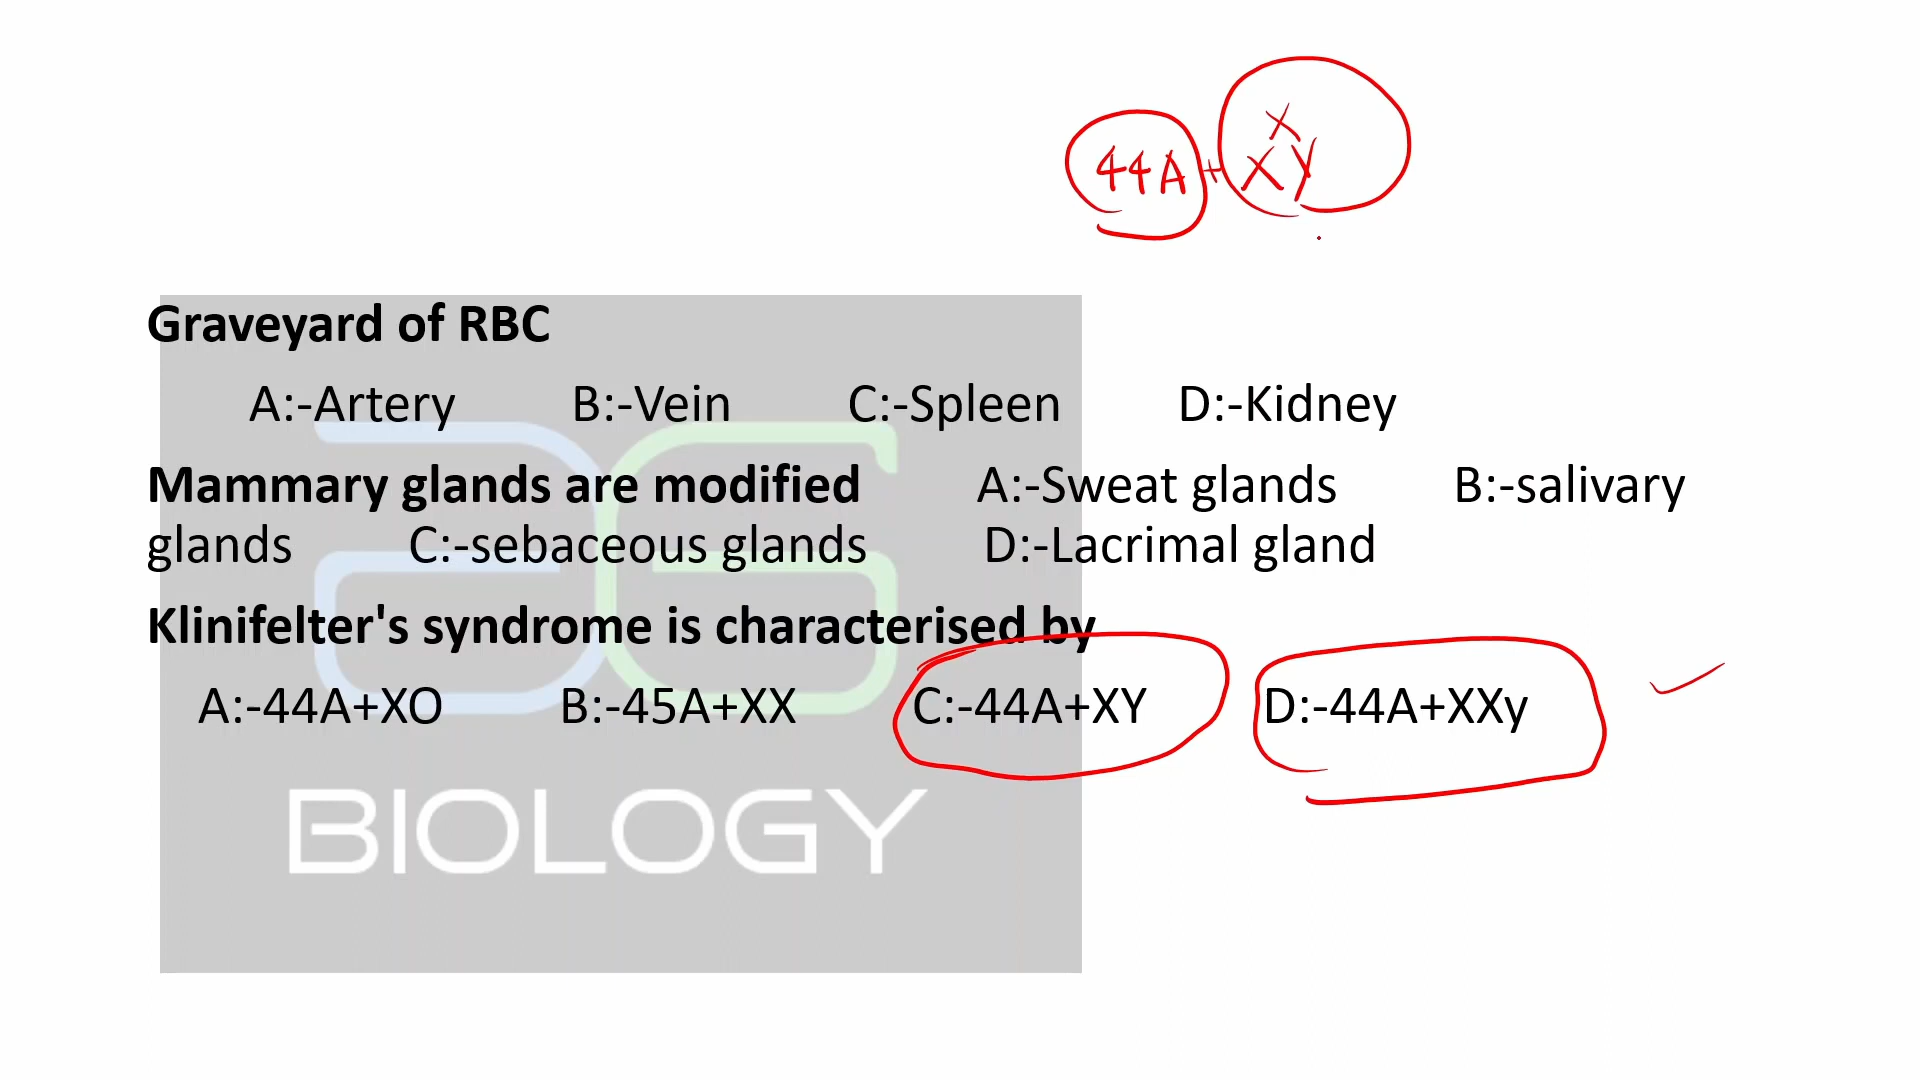 X
44A + XY
Graveyard of RBC
A:-Artery B:-Vein C:-Spleen D:-Kidney
Mammary glands are modified A:-Sweat glands B:-salivary
glands C:-sebaceous glands D:-Lacrimal gland
Klinifelter's syndrome is characterised by
A:-44A+XO B:-45A+XX C:-44A+XY D:-44A+XXy
BIOLOGY